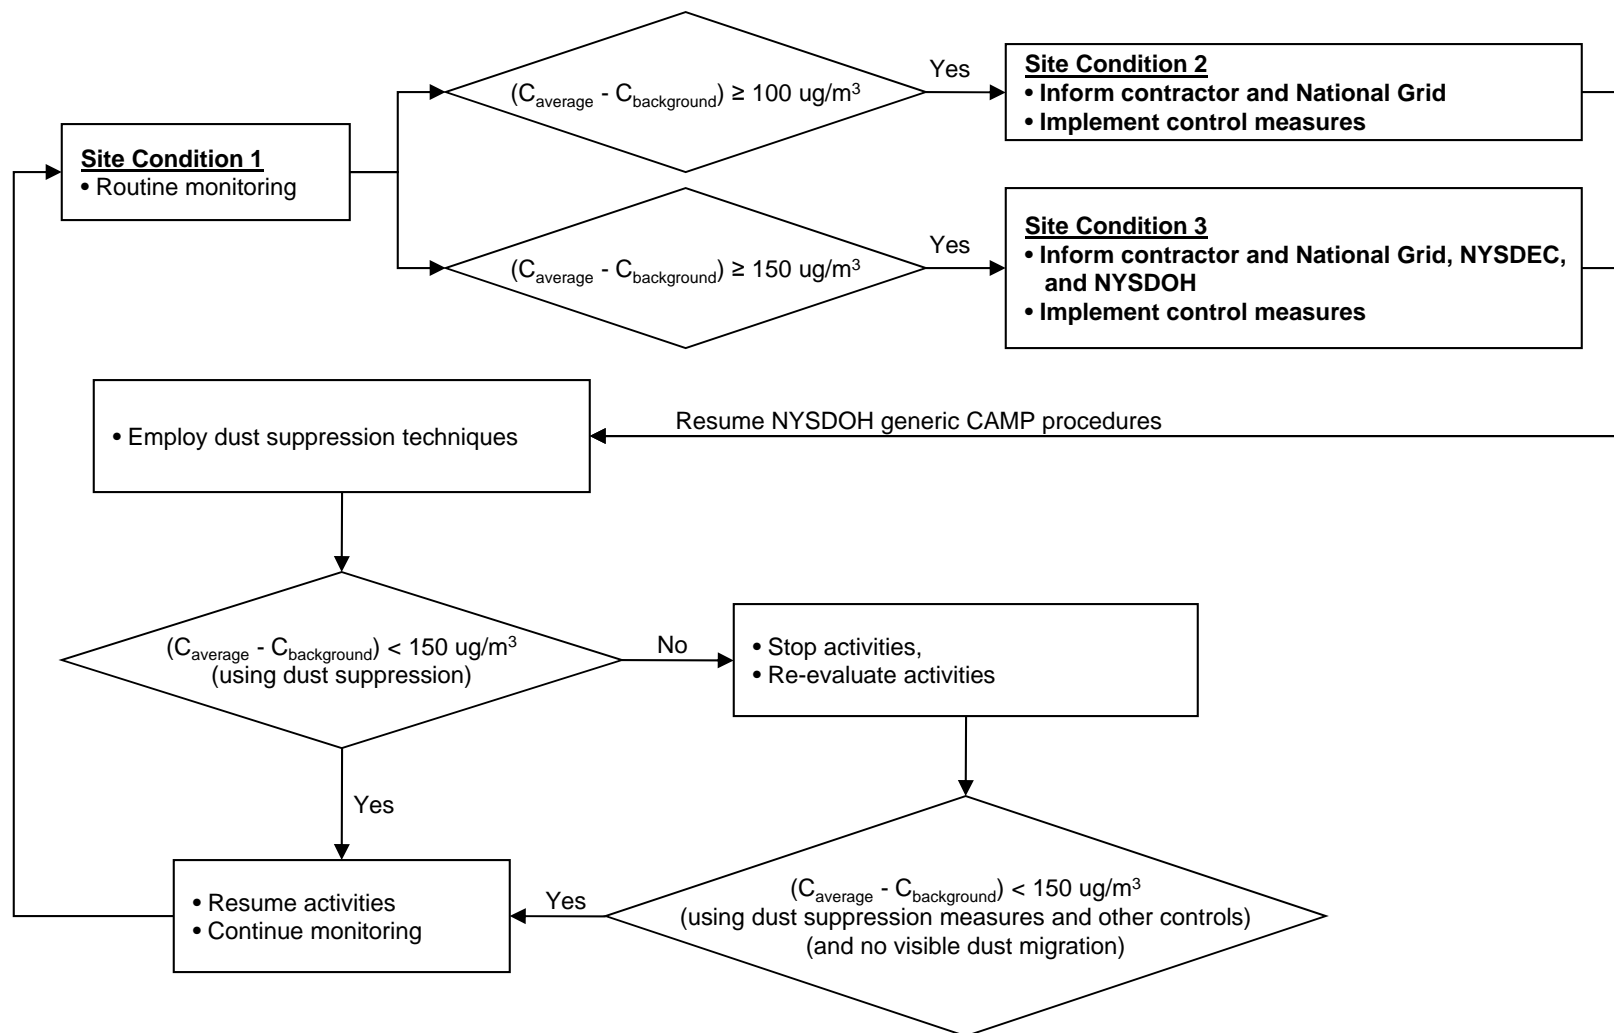 (Caverage - Cbackground) ≥ 100 ug/m³
Yes
Site Condition 2
• Inform contractor and National Grid
• Implement control measures
Site Condition 1
• Routine monitoring
(Caverage - Cbackground) ≥ 150 ug/m³
Yes
Site Condition 3
• Inform contractor and National Grid, NYSDEC,
and NYSDOH
• Implement control measures
Resume NYSDOH generic CAMP procedures
• Employ dust suppression techniques
(Caverage - Cbackground) < 150 ug/m³
(using dust suppression)
No
• Stop activities,
• Re-evaluate activities
Yes
• Resume activities
• Continue monitoring
Yes
(Caverage - Cbackground) < 150 ug/m³
(using dust suppression measures and other controls)
(and no visible dust migration)